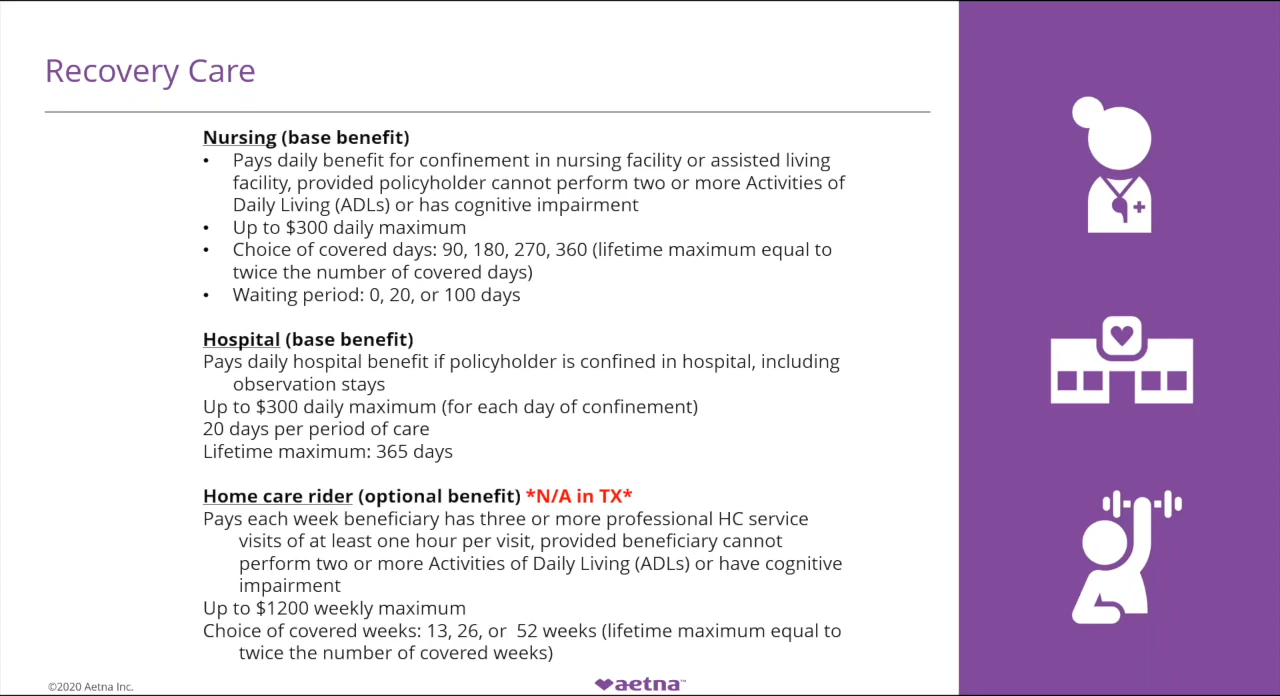 Recovery Care
Nursing (base benefit)
• Pays daily benefit for confinement in nursing facility or assisted living
facility, provided policyholder cannot perform two or more Activities of
Daily Living (ADLs) or has cognitive impairment
• Up to $300 daily maximum
• Choice of covered days: 90, 180, 270, 360 (lifetime maximum equal to
twice the number of covered days)
• Waiting period: 0, 20, or 100 days
Hospital (base benefit)
Pays daily hospital benefit if policyholder is confined in hospital, including
observation stays
Up to $300 daily maximum (for each day of confinement)
20 days per period of care
Lifetime maximum: 365 days
Home care rider (optional benefit) *N/A in TX*
Pays each week beneficiary has three or more professional HC service
visits of at least one hour per visit, provided beneficiary cannot
perform two or more Activities of Daily Living (ADLs) or have cognitive
impairment
Up to $1200 weekly maximum
Choice of covered weeks: 13, 26, or 52 weeks (lifetime maximum equal to
twice the number of covered weeks)
©2020 Aetna Inc.
aetna™